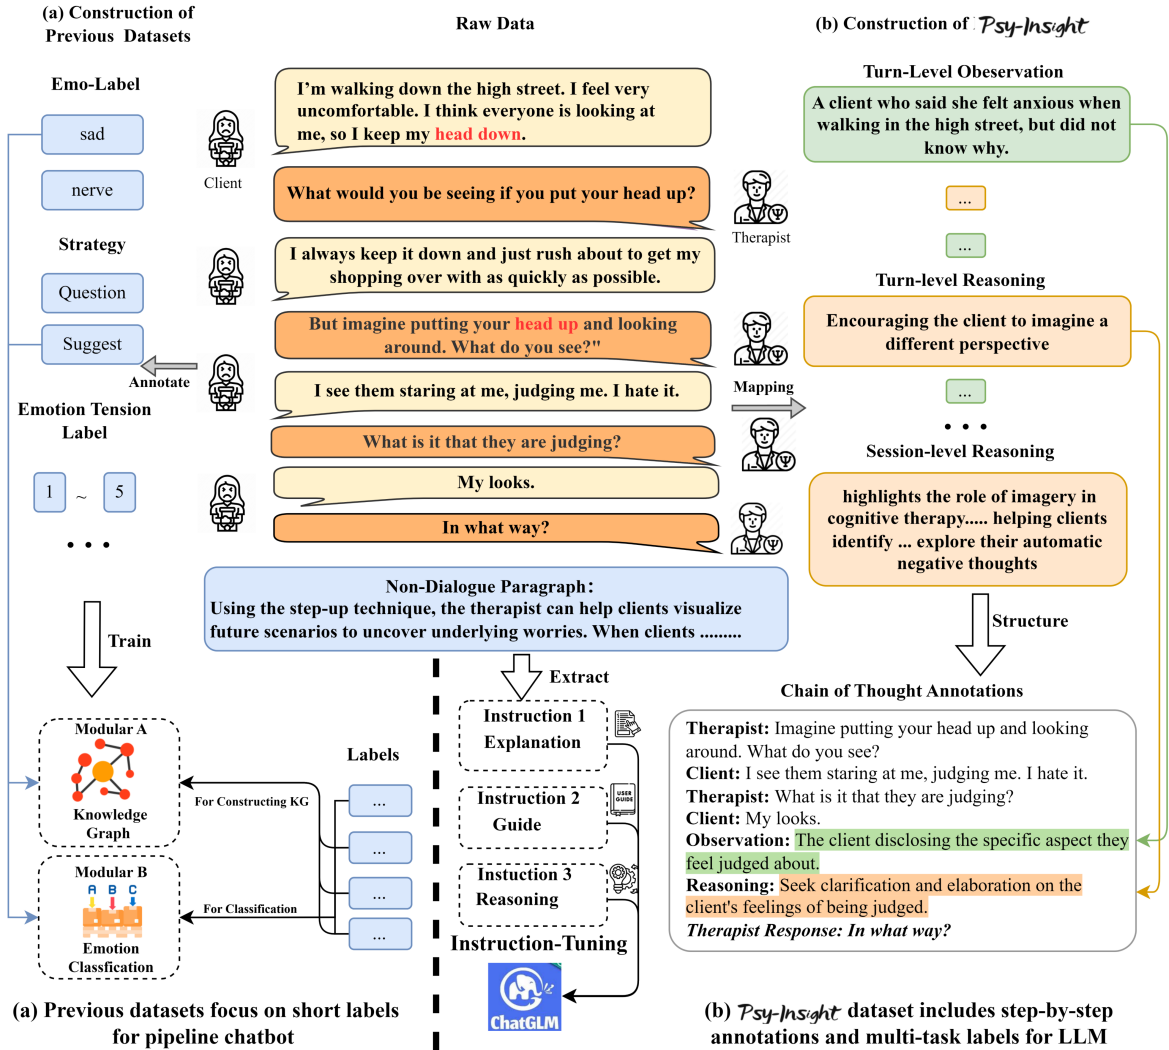 (a) Construction of
Previous Datasets
Raw Data
(b) Construction of Psy-Insight
Emo-Label
sad
nerve
Strategy
Question
Suggest
Annotate
Emotion Tension
Label
1 ~ 5
• • •
Train
Client
I'm walking down the high street. I feel very
uncomfortable. I think everyone is looking at
me, so I keep my head down.
What would you be seeing if you put your head up?
Therapist
I always keep it down and just rush about to get my
shopping over with as quickly as possible.
But imagine putting your head up and looking
around. What do you see?"
I see them staring at me, judging me. I hate it.
What is it that they are judging?
My looks.
In what way?
Non-Dialogue Paragraph：
Using the step-up technique, the therapist can help clients visualize
future scenarios to uncover underlying worries. When clients .........
Mapping
Turn-Level Obeservation
A client who said she felt anxious when
walking in the high street, but did not
know why.
...
...
Turn-level Reasoning
Encouraging the client to imagine a
different perspective
...
• • •
Session-level Reasoning
highlights the role of imagery in
cognitive therapy..... helping clients
identify ... explore their automatic
negative thoughts
Structure
Modular A
Knowledge
Graph
Modular B
A B C
Emotion
Classfication
For Constructing KG
For Classification
Labels
...
...
...
...
Extract
Instruction 1
Explanation
Instruction 2
Guide
USER
GUIDE
Instuction 3
Reasoning
Instruction-Tuning
ChatGLM
Chain of Thought Annotations
Therapist: Imagine putting your head up and looking
around. What do you see?
Client: I see them staring at me, judging me. I hate it.
Therapist: What is it that they are judging?
Client: My looks.
Observation: The client disclosing the specific aspect they
feel judged about.
Reasoning: Seek clarification and elaboration on the
client's feelings of being judged.
Therapist Response: In what way?
(a) Previous datasets focus on short labels
for pipeline chatbot
(b) Psy-Insight dataset includes step-by-step
annotations and multi-task labels for LLM